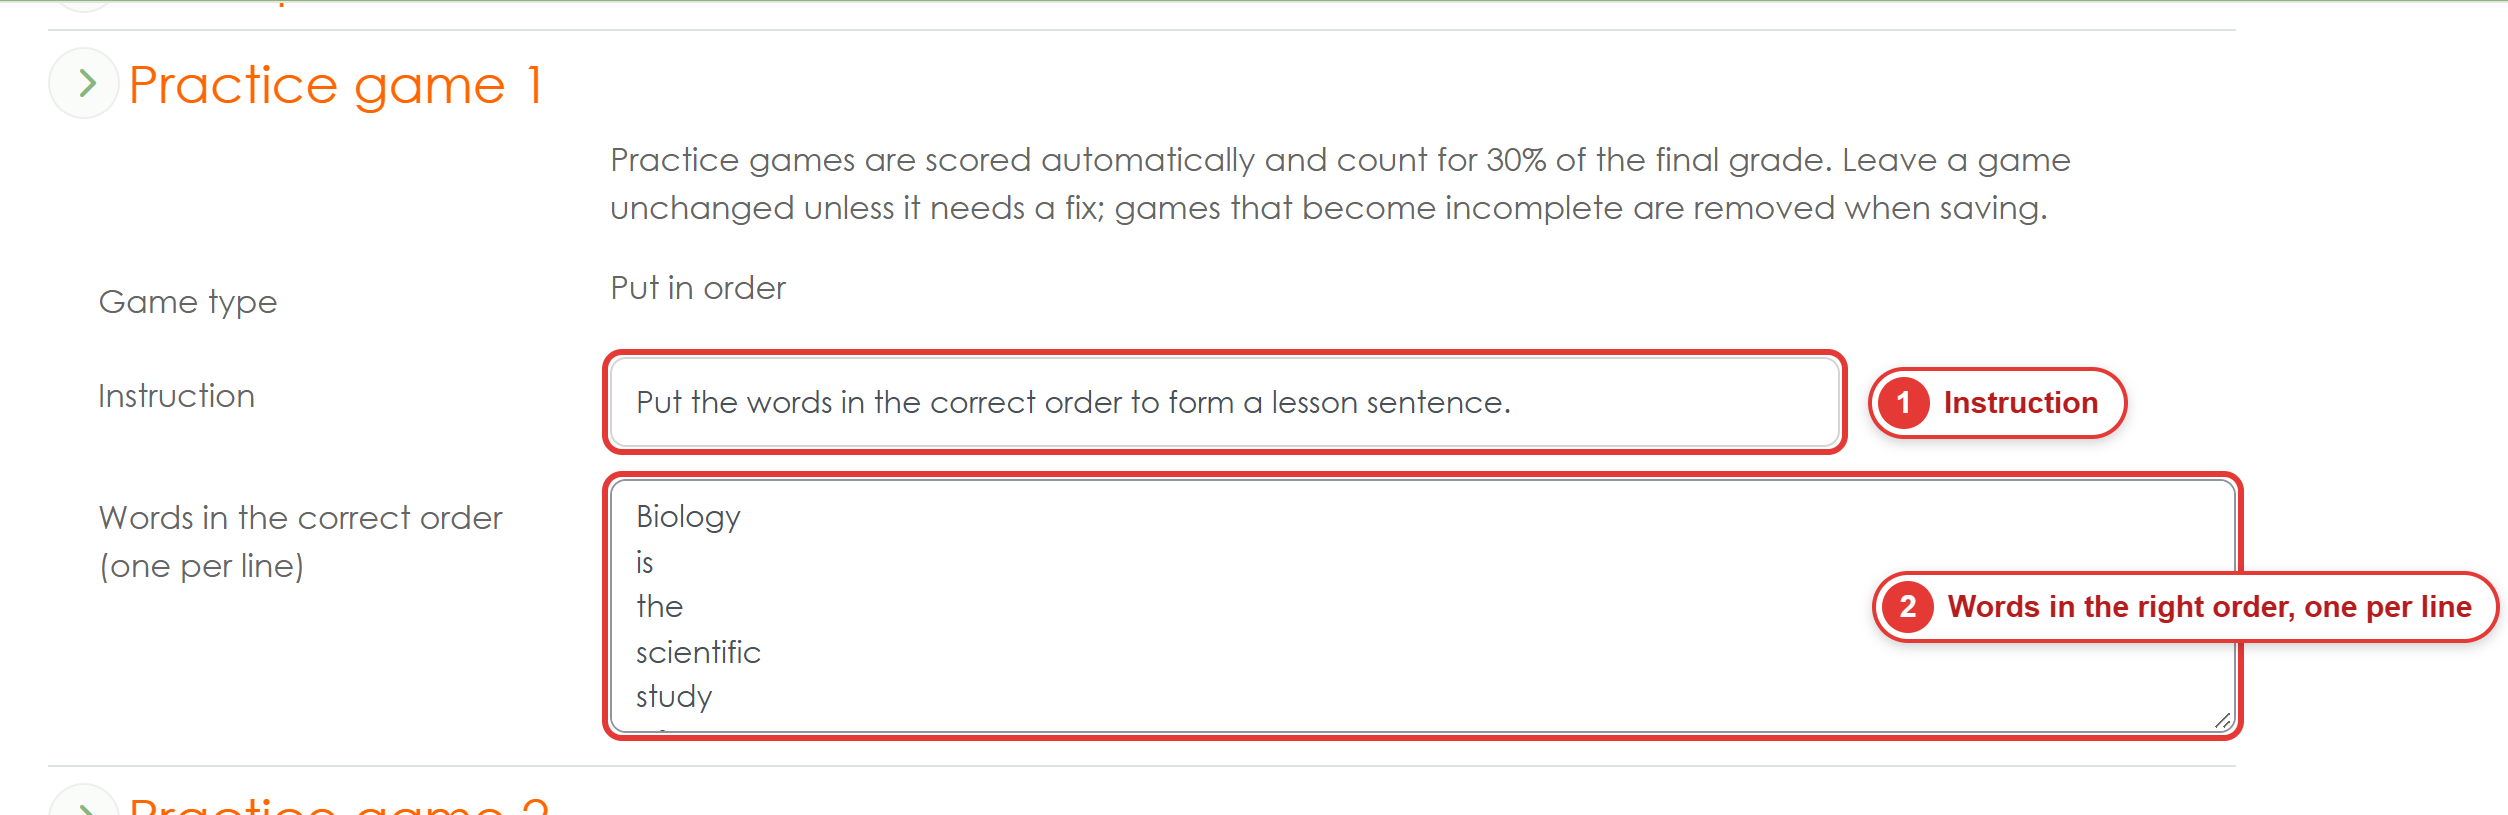 Practice game 1
Practice games are scored automatically and count for 30% of the final grade. Leave a game
unchanged unless it needs a fix; games that become incomplete are removed when saving.
Game type
Put in order
Instruction
Put the words in the correct order to form a lesson sentence.
1 Instruction
Words in the correct order
(one per line)
Biology
is
the
scientific
study
2 Words in the right order, one per line
Practice game 2